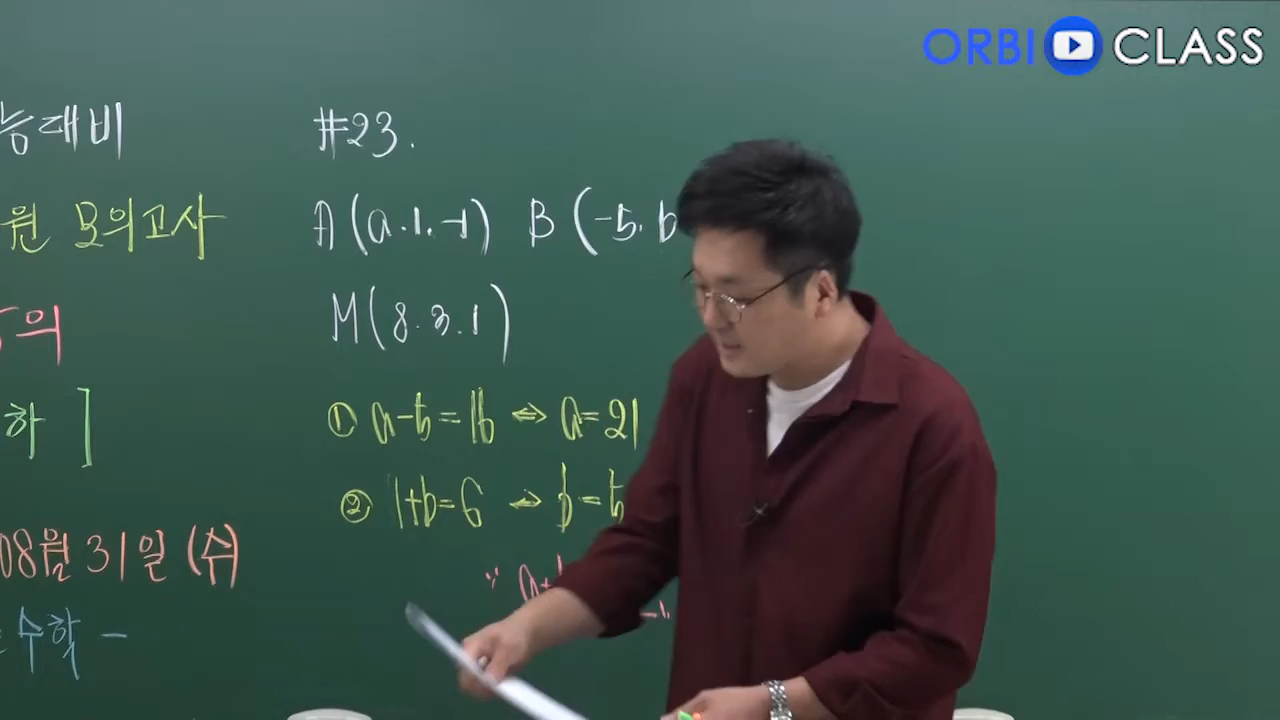 ORBI CLASS
능대비
원 모의고사
의
하 ]
08월 31일 (수)
수학 -
#23.
A(a.1.-1) B(-5.b
M(8.3.1)
① a-5=16 ⇔ a=21
② 1+b=6 ⇔ b=5
∵ a+